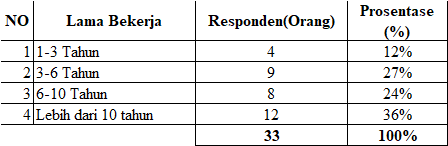 NO Lama Bekerja Responden(Orang) Prosentase (%)
1 1-3 Tahun 4 12%
2 3-6 Tahun 9 27%
3 6-10 Tahun 8 24%
4 Lebih dari 10 tahun 12 36%
33 100%